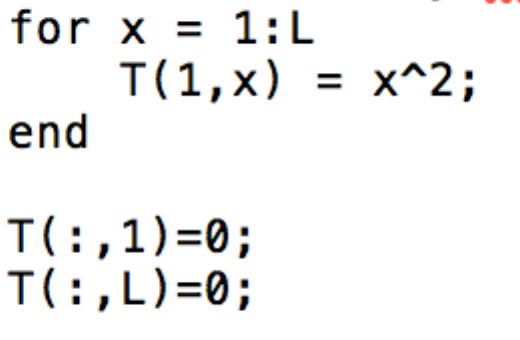 for x = 1:L
    T(1,x) = x^2;
end

T(:,1)=0;
T(:,L)=0;